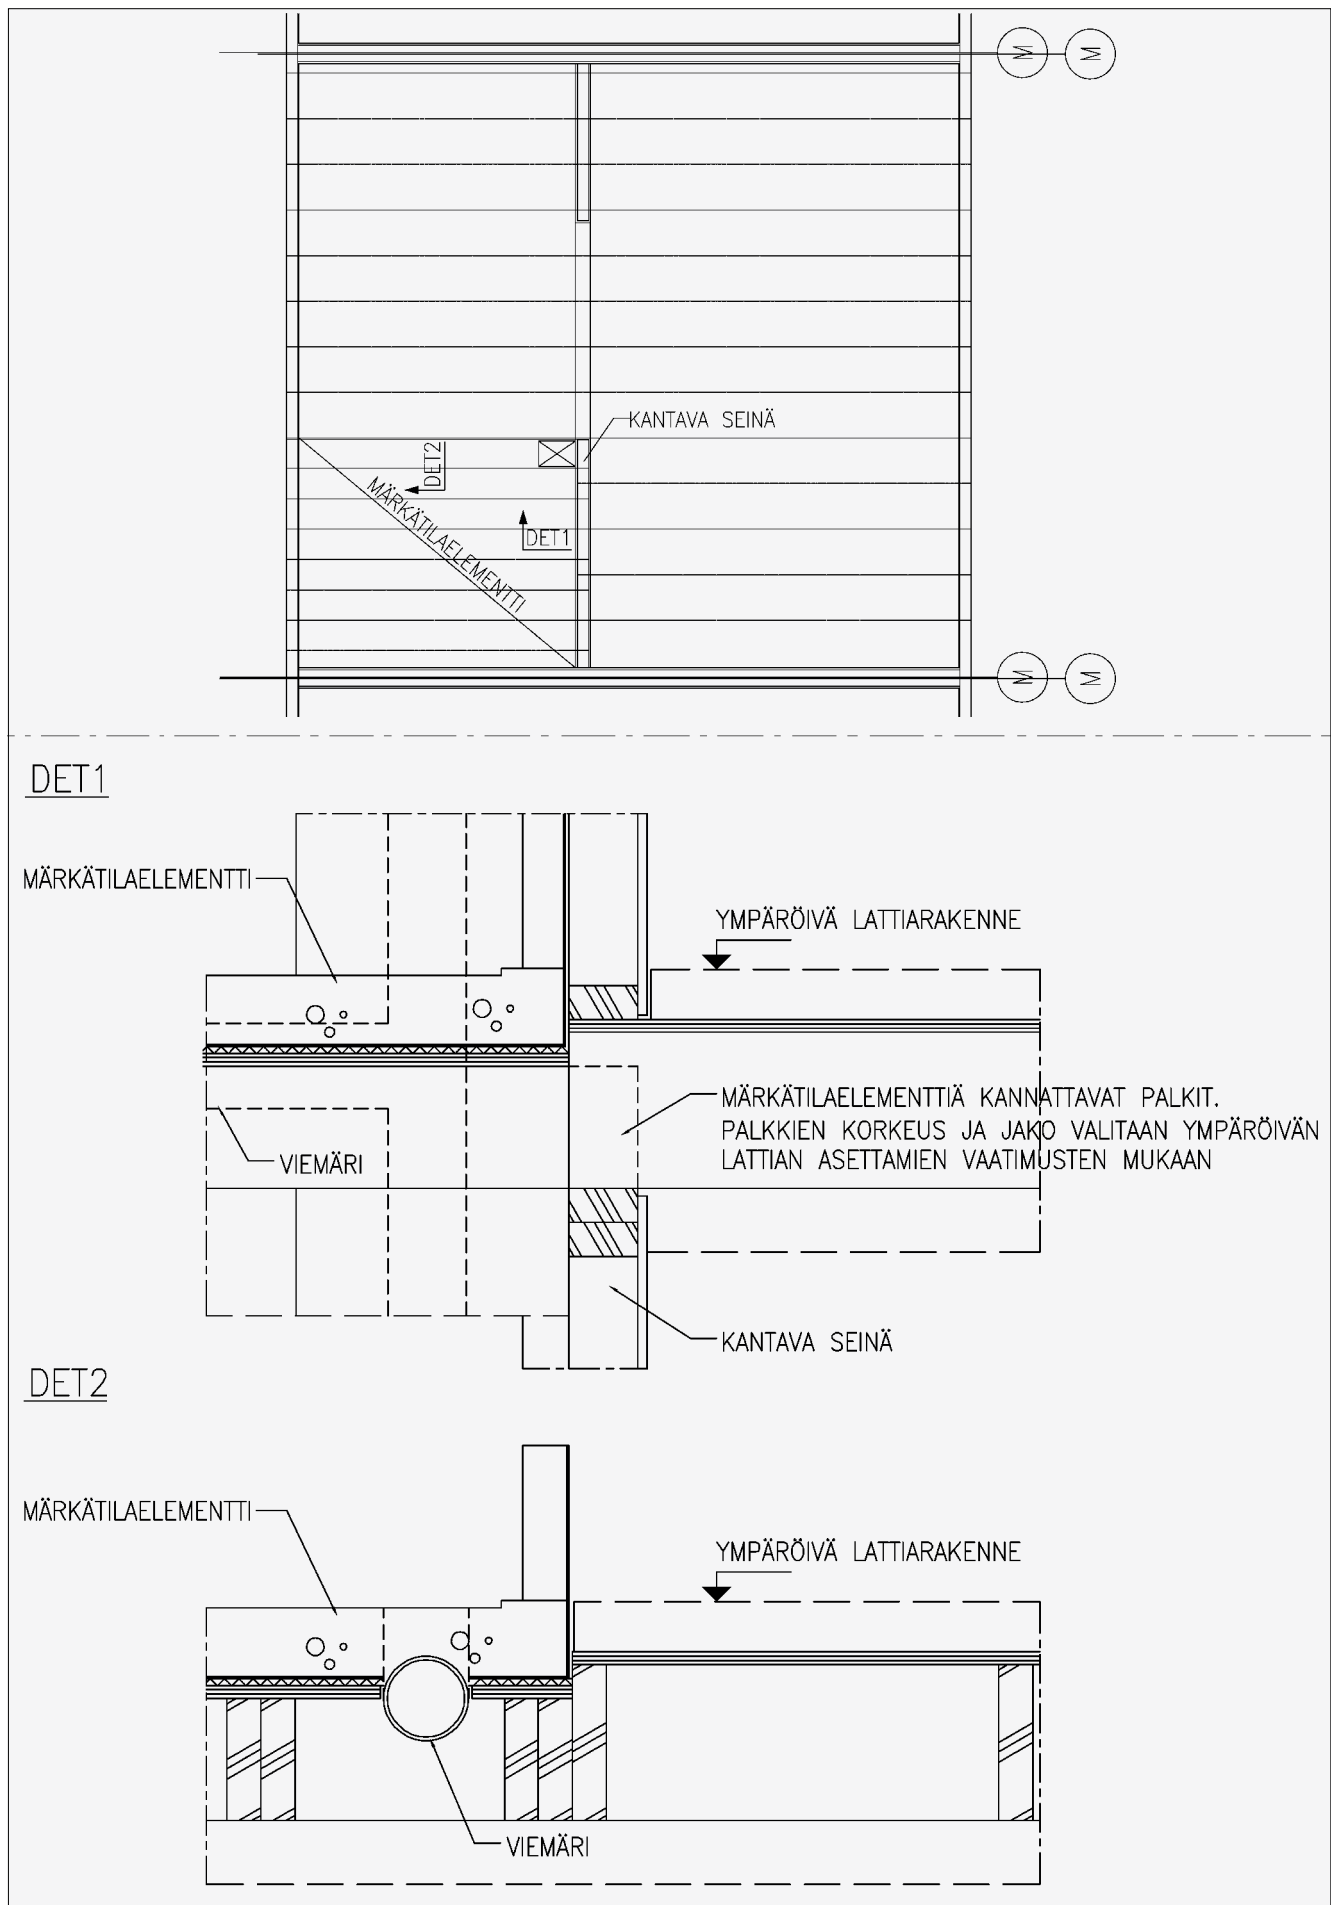 M M
KANTAVA SEINÄ
DET2
MÄRKÄTILAELEMENTTI
DET1
M M
DET1
MÄRKÄTILAELEMENTTI
YMPÄRÖIVÄ LATTIARAKENNE
MÄRKÄTILAELEMENTTIÄ KANNATTAVAT PALKIT.
PALKKIEN KORKEUS JA JAKO VALITAAN YMPÄRÖIVÄN
LATTIAN ASETTAMIEN VAATIMUSTEN MUKAAN
VIEMÄRI
KANTAVA SEINÄ
DET2
MÄRKÄTILAELEMENTTI
YMPÄRÖIVÄ LATTIARAKENNE
VIEMÄRI